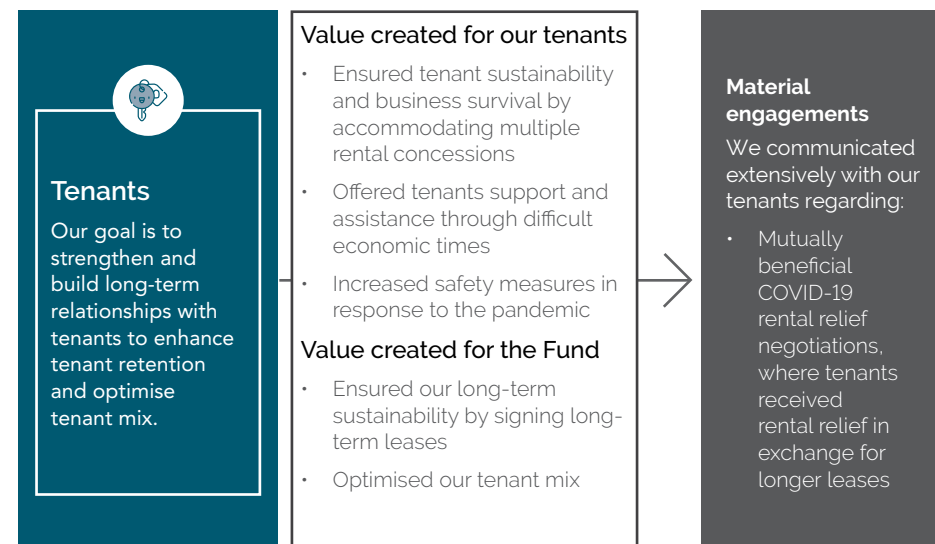 Tenants
Our goal is to
strengthen and
build long-term
relationships with
tenants to enhance
tenant retention
and optimise
tenant mix.
Value created for our tenants
• Ensured tenant sustainability
and business survival by
accommodating multiple
rental concessions
• Offered tenants support and
assistance through difficult
economic times
• Increased safety measures in
response to the pandemic
Value created for the Fund
• Ensured our long-term
sustainability by signing long-
term leases
• Optimised our tenant mix
Material
engagements
We communicated
extensively with our
tenants regarding:
• Mutually
beneficial
COVID-19
rental relief
negotiations,
where tenants
received
rental relief in
exchange for
longer leases